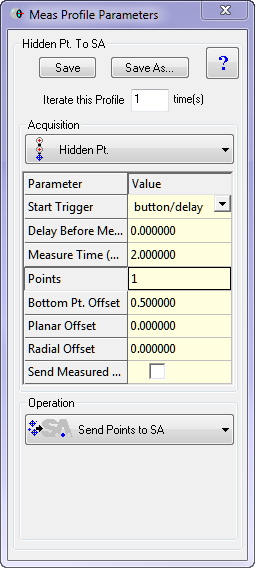 Meas Profile Parameters
Hidden Pt. To SA
Save Save As... ?
Iterate this Profile 1 time(s)
Acquisition
Hidden Pt.
Parameter Value
Start Trigger button/delay
Delay Before Me... 0.000000
Measure Time (... 2.000000
Points 1
Bottom Pt. Offset 0.500000
Planar Offset 0.000000
Radial Offset 0.000000
Send Measured ...
Operation
SA Send Points to SA